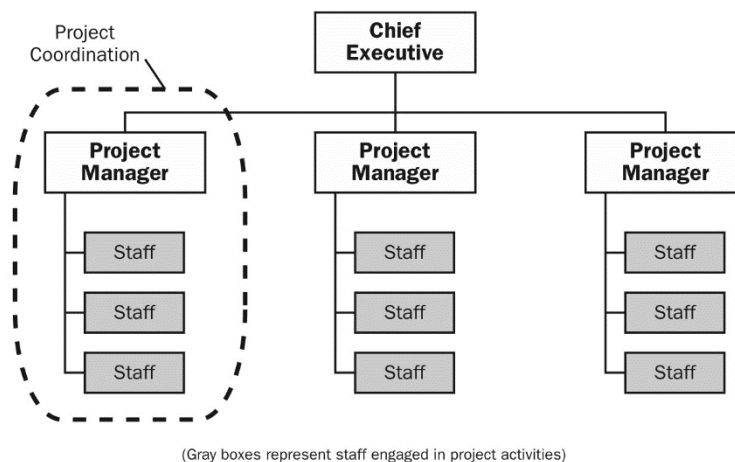 Project
Coordination
Chief
Executive
Project
Manager
Project
Manager
Project
Manager
Staff
Staff
Staff
Staff
Staff
Staff
Staff
Staff
Staff
(Gray boxes represent staff engaged in project activities)